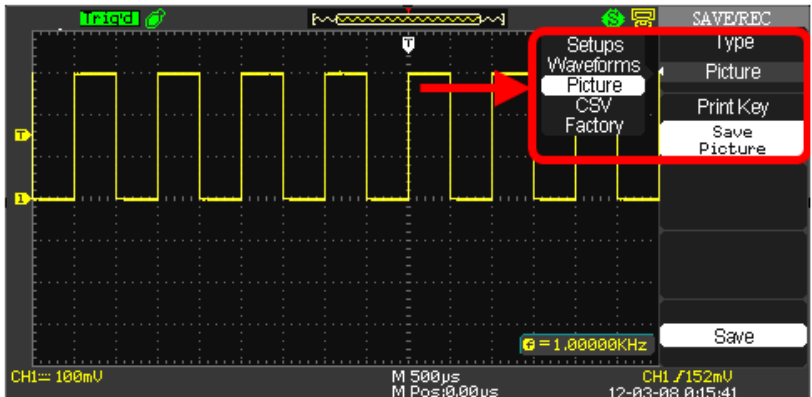 Trig'd
SAVE/REC
T
Setups
Waveforms
Picture
CSV
Factory
Type
Picture
Print Key
Save
Picture
T
1
f = 1.00000KHz
Save
CH1 100mV
M 500µs
M Pos:0.00µs
CH1 /152mV
12-03-08 0:15:41